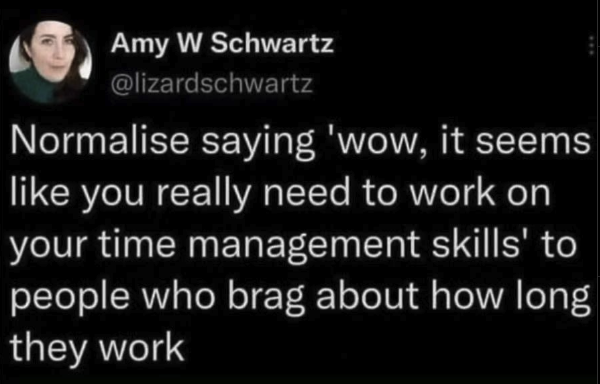 Amy W Schwartz
@lizardschwartz
Normalise saying 'wow, it seems
like you really need to work on
your time management skills' to
people who brag about how long
they work